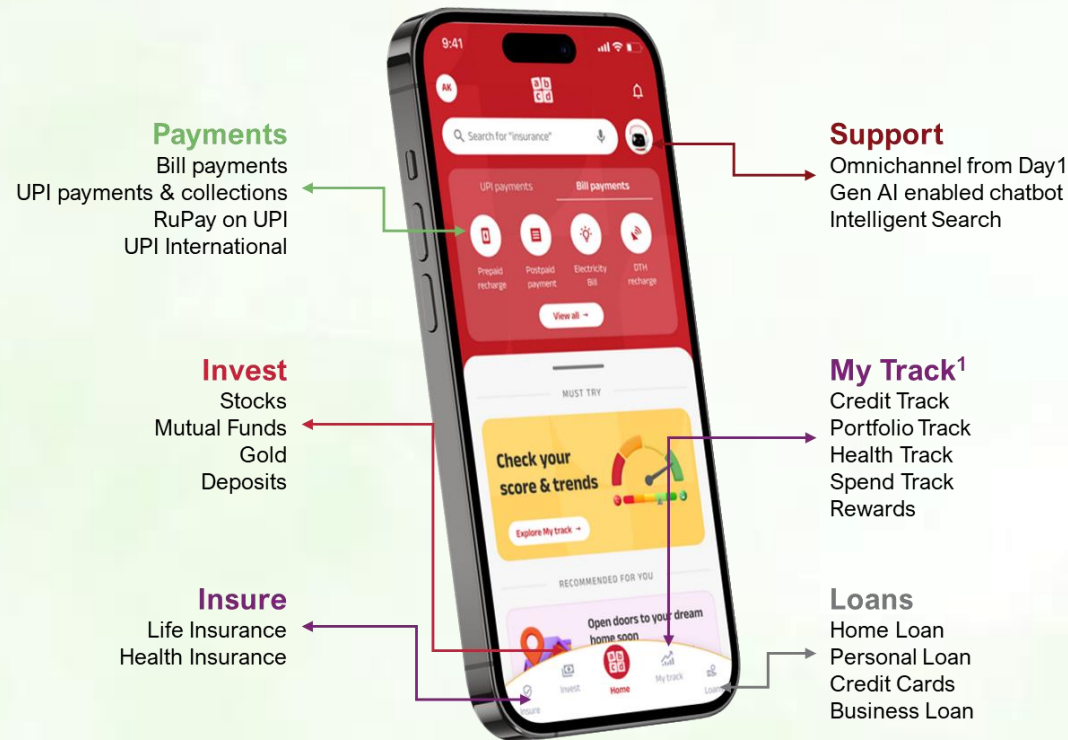 Payments
Bill payments
UPI payments & collections
RuPay on UPI
UPI International
Invest
Stocks
Mutual Funds
Gold
Deposits
Insure
Life Insurance
Health Insurance
9:41
AK
a b
c d
Search for "insurance"
UPI payments
Bill payments
Prepaid
recharge
Postpaid
payment
Electricity
Bill
DTH
recharge
View all →
MUST TRY
Check your
score & trends
Explore My track →
RECOMMENDED FOR YOU
Open doors to your dream
home soon
Insure
Invest
a b
c d
Home
My track
Loans
Support
Omnichannel from Day1
Gen AI enabled chatbot
Intelligent Search
My Track¹
Credit Track
Portfolio Track
Health Track
Spend Track
Rewards
Loans
Home Loan
Personal Loan
Credit Cards
Business Loan